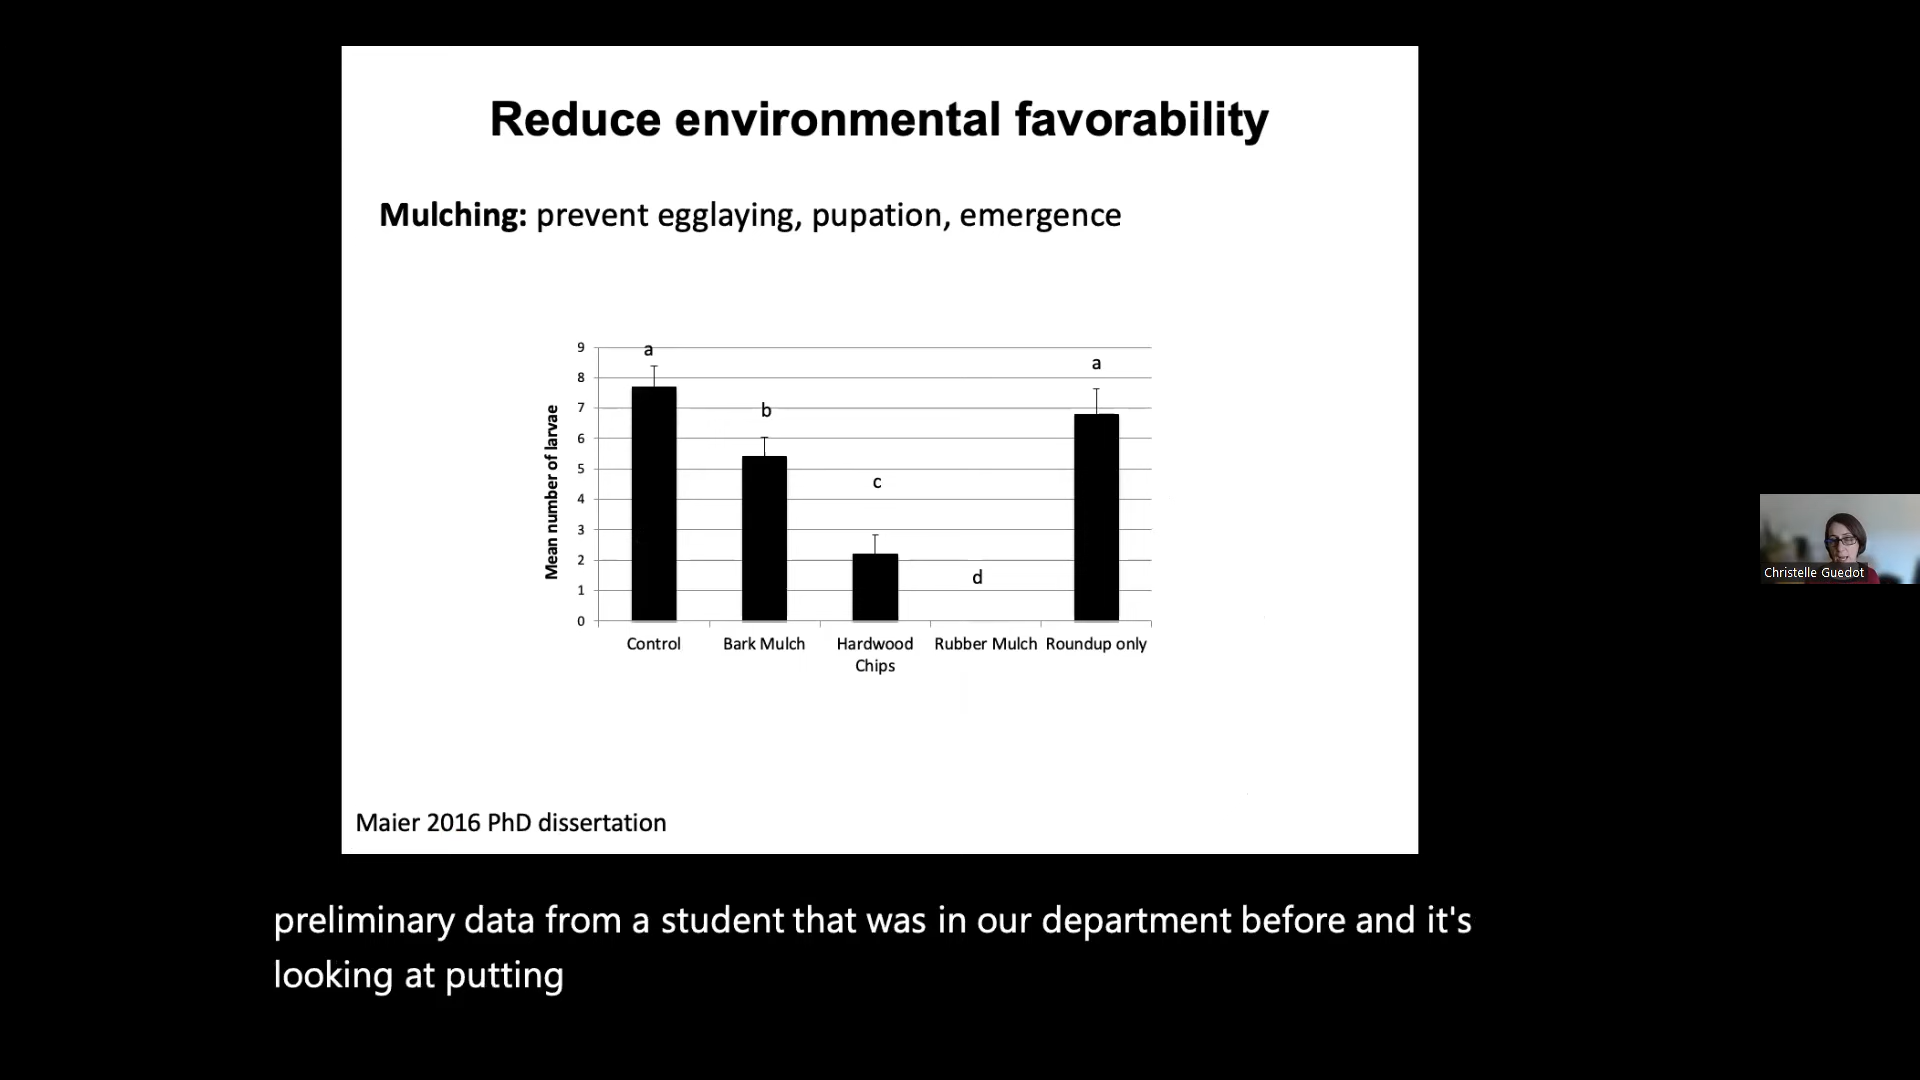 Reduce environmental favorability
Mulching: prevent egglaying, pupation, emergence
9
8
7
6
5
4
3
2
1
0
Mean number of larvae
a
b
c
d
a
Control
Bark Mulch
Hardwood
Chips
Rubber Mulch
Roundup only
Maier 2016 PhD dissertation
Christelle Guedot
preliminary data from a student that was in our department before and it's
looking at putting